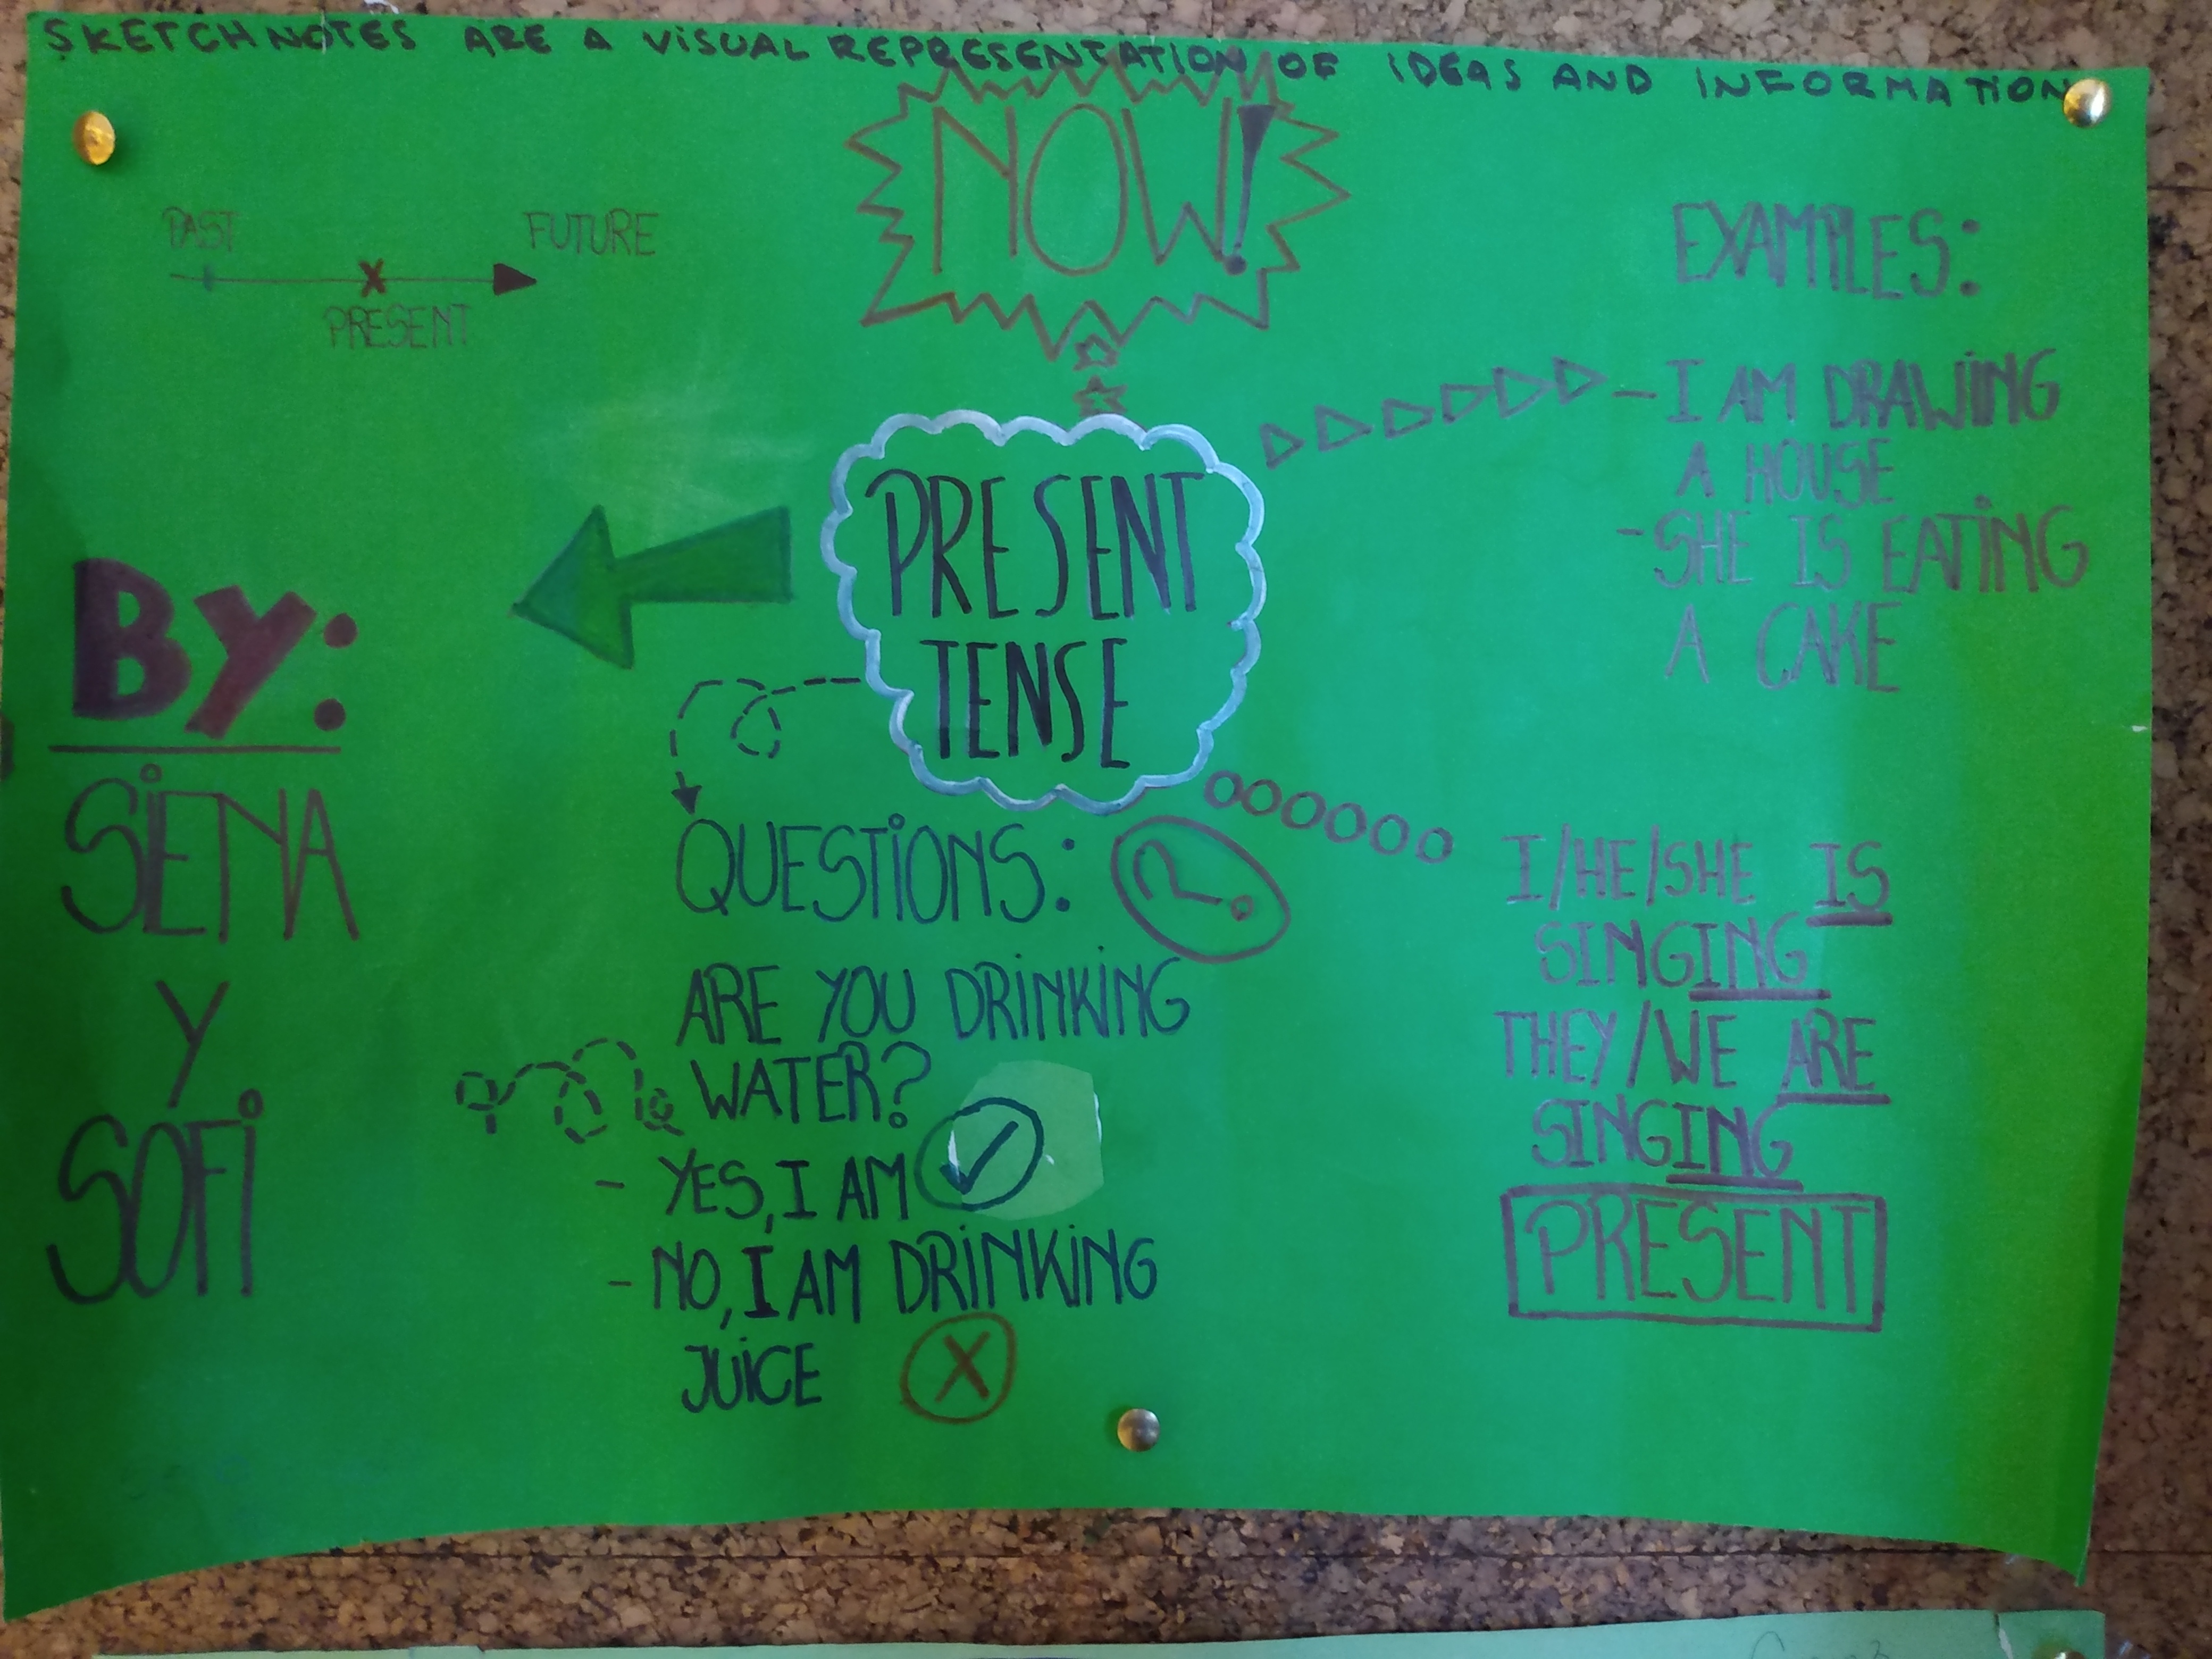 SKETCHNOTES ARE A VISUAL REPRESENTATION OF IDEAS AND INFORMATION
NOW!
PAST
FUTURE
PRESENT
EXAMPLES:
- I AM DRAWING
A HOUSE
- SHE IS EATING
A CAKE
PRESENT
TENSE
BY:
SIENA
Y
SOFI
QUESTIONS: ?
ARE YOU DRINKING
WATER?
- YES, I AM
- NO, I AM DRINKING
JUICE
X
I/HE/SHE IS
SINGING
THEY/WE ARE
SINGING
PRESENT